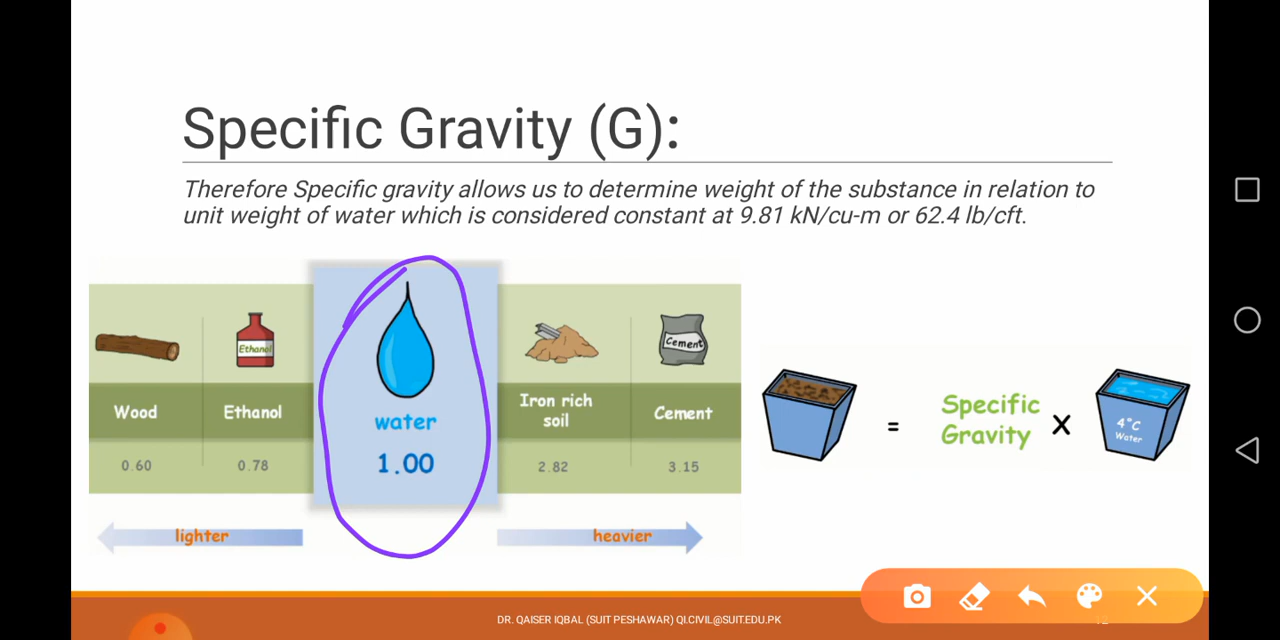 Specific Gravity (G):
Therefore Specific gravity allows us to determine weight of the substance in relation to
unit weight of water which is considered constant at 9.81 kN/cu-m or 62.4 lb/cft.
Ethanol
Cement
Wood
Ethanol
water
Iron rich
soil
Cement
0.60
0.78
1.00
2.82
3.15
lighter
heavier
=
Specific
Gravity
X
4°C
Water
DR. QAISER IQBAL (SUIT PESHAWAR) QI.CIVIL@SUIT.EDU.PK